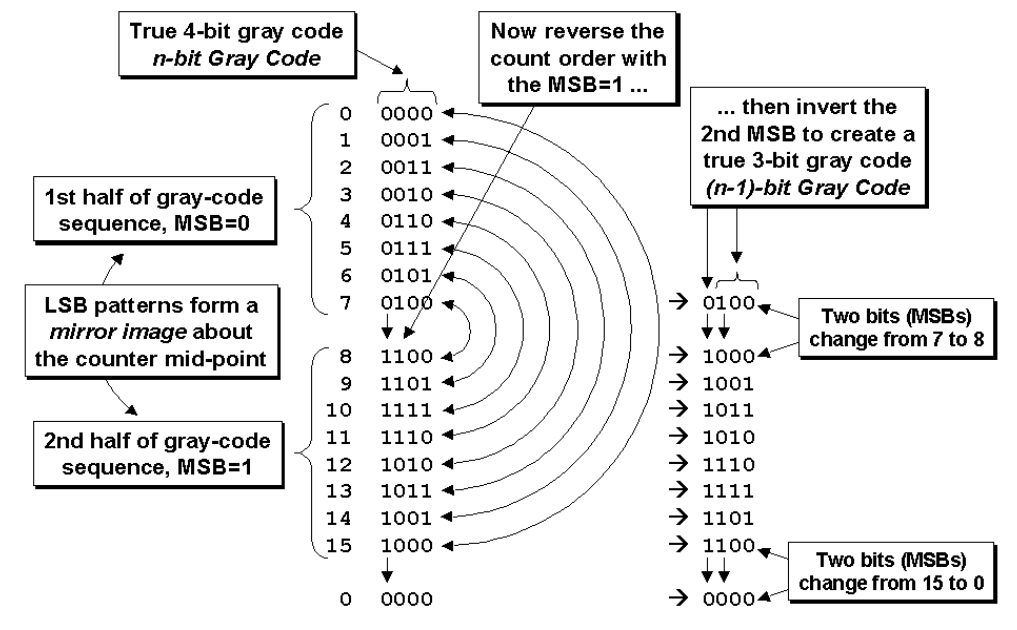 True 4-bit gray code
n-bit Gray Code
Now reverse the
count order with
the MSB=1 ...
... then invert the
2nd MSB to create a
true 3-bit gray code
(n-1)-bit Gray Code
1st half of gray-code
sequence, MSB=0
LSB patterns form a
mirror image about
the counter mid-point
2nd half of gray-code
sequence, MSB=1
0 0000
1 0001
2 0011
3 0010
4 0110
5 0111
6 0101
7 0100 → 0100
8 1100 → 1000
9 1101 → 1001
10 1111 → 1011
11 1110 → 1010
12 1010 → 1110
13 1011 → 1111
14 1001 → 1101
15 1000 → 1100
0 0000 → 0000
Two bits (MSBs)
change from 7 to 8
Two bits (MSBs)
change from 15 to 0